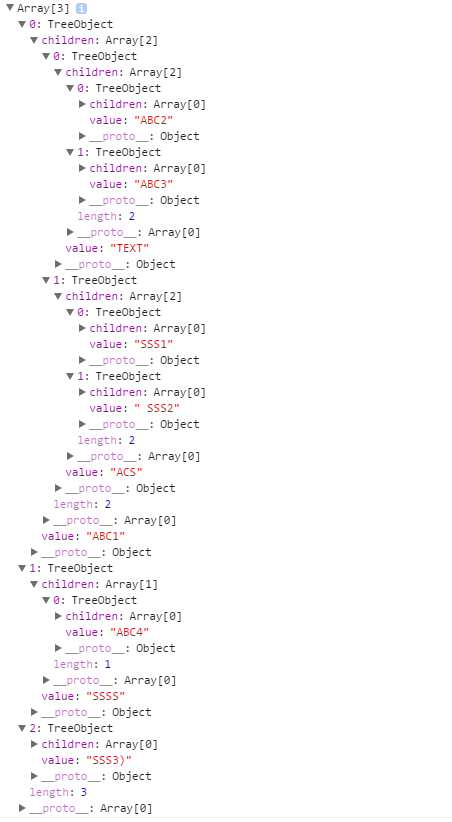 Array[3] i
0: TreeObject
children: Array[2]
0: TreeObject
children: Array[2]
0: TreeObject
children: Array[0]
value: "ABC2"
__proto__: Object
1: TreeObject
children: Array[0]
value: "ABC3"
__proto__: Object
length: 2
__proto__: Array[0]
value: "TEXT"
__proto__: Object
1: TreeObject
children: Array[2]
0: TreeObject
children: Array[0]
value: "SSS1"
__proto__: Object
1: TreeObject
children: Array[0]
value: " SSS2"
__proto__: Object
length: 2
__proto__: Array[0]
value: "ACS"
__proto__: Object
length: 2
__proto__: Array[0]
value: "ABC1"
__proto__: Object
1: TreeObject
children: Array[1]
0: TreeObject
children: Array[0]
value: "ABC4"
__proto__: Object
length: 1
__proto__: Array[0]
value: "SSSS"
__proto__: Object
2: TreeObject
children: Array[0]
value: "SSS3)"
__proto__: Object
length: 3
__proto__: Array[0]